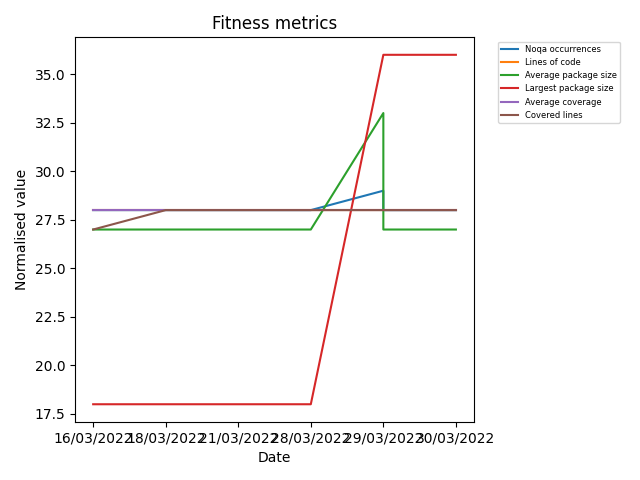 Fitness metrics
Noqa occurrences
Lines of code
Average package size
Largest package size
Average coverage
Covered lines
Normalised value
35.0
32.5
30.0
27.5
25.0
22.5
20.0
17.5
16/03/2022 18/03/2022 21/03/2022 28/03/2022 29/03/2022 30/03/2022
Date